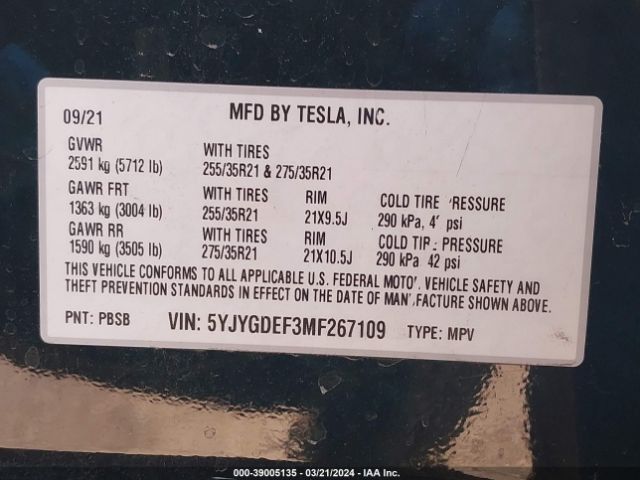 09/21 MFD BY TESLA, INC.
GVWR WITH TIRES
2591 kg (5712 lb) 255/35R21 & 275/35R21
GAWR FRT WITH TIRES RIM COLD TIRE PRESSURE
1363 kg (3004 lb) 255/35R21 21X9.5J 290 kPa, psi
GAWR RR WITH TIRES RIM COLD PRESSURE
1590 kg (3505 lb) 275/35R21 21X10.5J 290 kPa 42 psi
THIS VEHICLE CONFORMS TO ALL APPLICABLE U.S. FEDERAL VEHICLE SAFETY AND
THEFT PREVENTION STANDARDS IN EFFECT ON THE DATE OF SHOWN ABOVE.
PNT: PBSB VIN: 5YJYGDEF3MF267109 TYPE: MPV
000-39005135 - 03/21/2024 - IAA Inc.